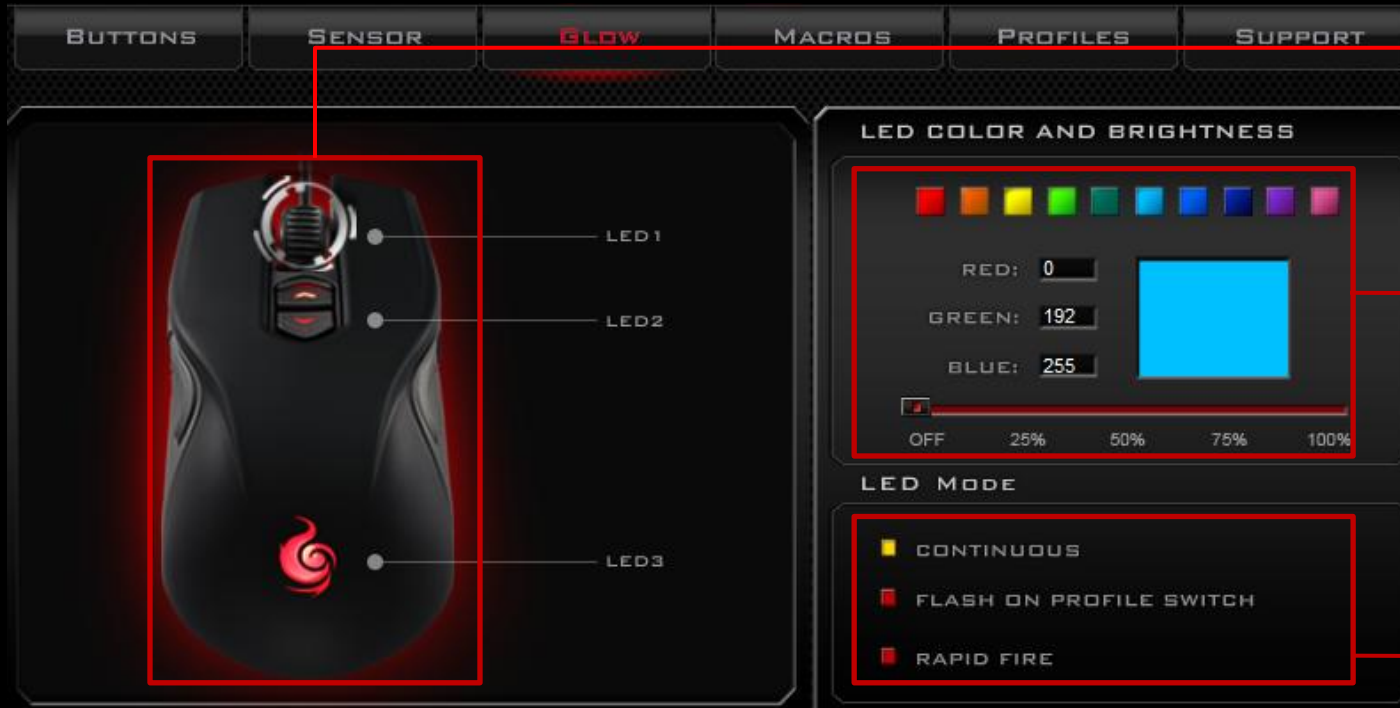 BUTTONS SENSOR GLOW MACROS PROFILES SUPPORT
LED1
LED2
LED3
LED COLOR AND BRIGHTNESS
RED: 0
GREEN: 192
BLUE: 255
OFF 25% 50% 75% 100%
LED MODE
CONTINUOUS
FLASH ON PROFILE SWITCH
RAPID FIRE